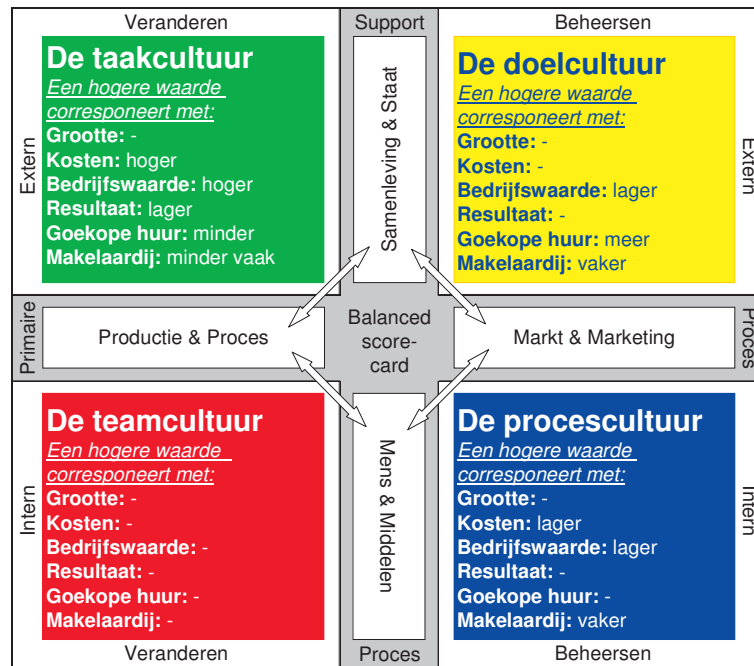 Veranderen
Support
Beheersen
De taakcultuur
Een hogere waarde
corresponeert met:
Grootte: -
Kosten: hoger
Bedrijfswaarde: hoger
Resultaat: lager
Goekope huur: minder
Makelaardij: minder vaak
Extern
Samenleving & Staat
De doelcultuur
Een hogere waarde
corresponeert met:
Grootte: -
Kosten: -
Bedrijfswaarde: lager
Resultaat: -
Goekope huur: meer
Makelaardij: vaker
Extern
Primaire
Productie & Proces
Balanced
score-
card
Markt & Marketing
Proces
De teamcultuur
Een hogere waarde
corresponeert met:
Grootte: -
Kosten: -
Bedrijfswaarde: -
Resultaat: -
Goekope huur: -
Makelaardij: -
Intern
Mens & Middelen
De procescultuur
Een hogere waarde
corresponeert met:
Grootte: -
Kosten: lager
Bedrijfswaarde: lager
Resultaat: -
Goekope huur: -
Makelaardij: vaker
Intern
Veranderen
Proces
Beheersen